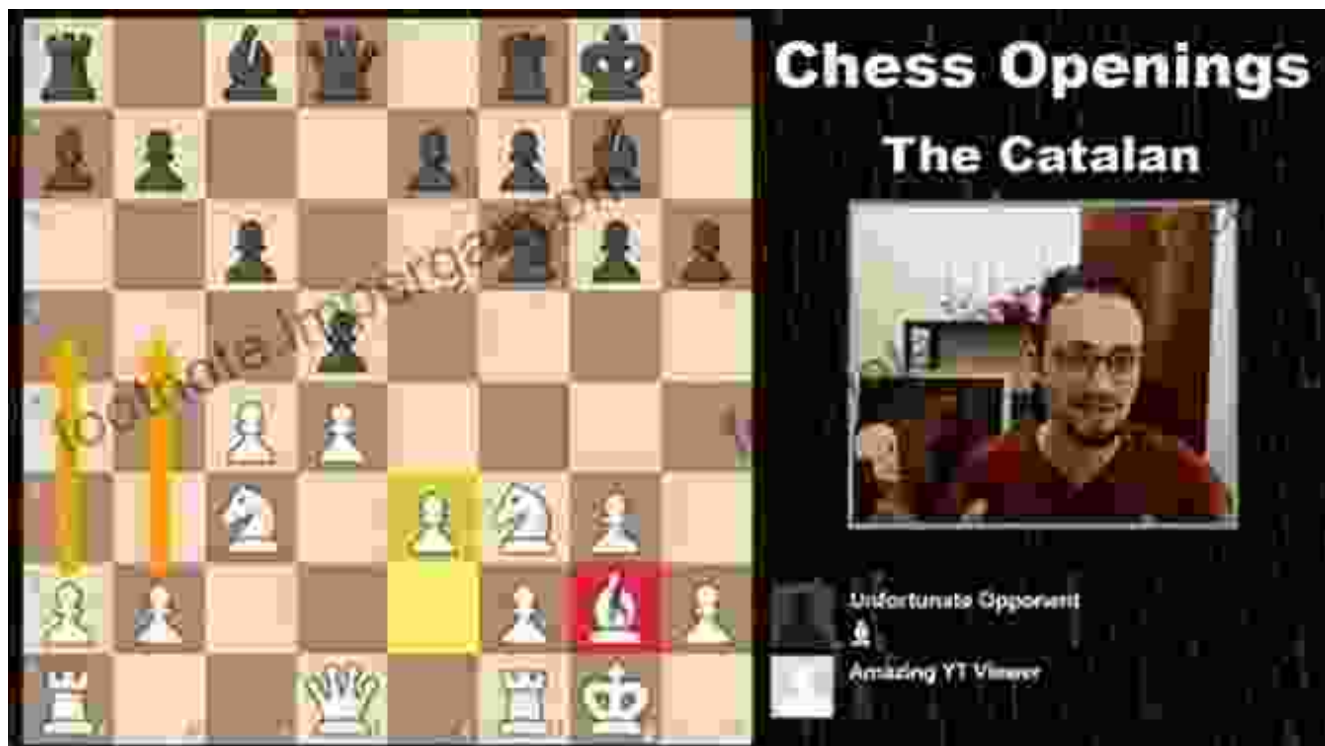 Chess Openings
The Catalan
Unfortunate Opponent
Amazing YT Viewer